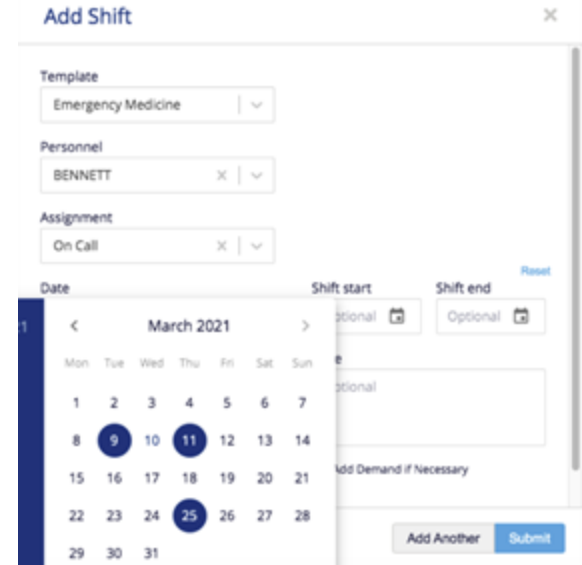 Add Shift
Template
Emergency Medicine
Personnel
BENNETT
Assignment
On Call
Reset
Date
Shift start
Shift end
Optional
March 2021
Mon Tue Wed Thu Fri Sat Sun
1 2 3 4 5 6 7
8 9 10 11 12 13 14
15 16 17 18 19 20 21
22 23 24 25 26 27 28
29 30 31
Add Demand if Necessary
Add Another
Submit